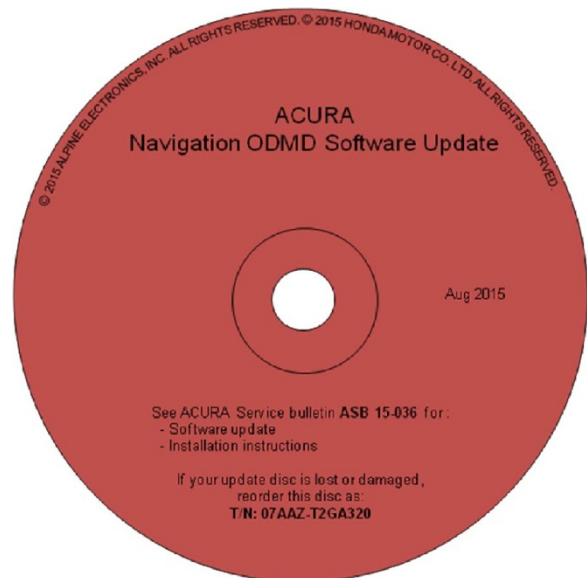 © 2015 ALPINE ELECTRONICS, INC. ALL RIGHTS RESERVED. © 2015 HONDA MOTOR CO. LTD. ALL RIGHTS RESERVED.
ACURA
Navigation ODMD Software Update
Aug 2015
See ACURA Service bulletin ASB 15-036 for:
- Software update
- Installation instructions
If your update disc is lost or damaged,
reorder this disc as:
T/N: 07AAZ-T2GA320